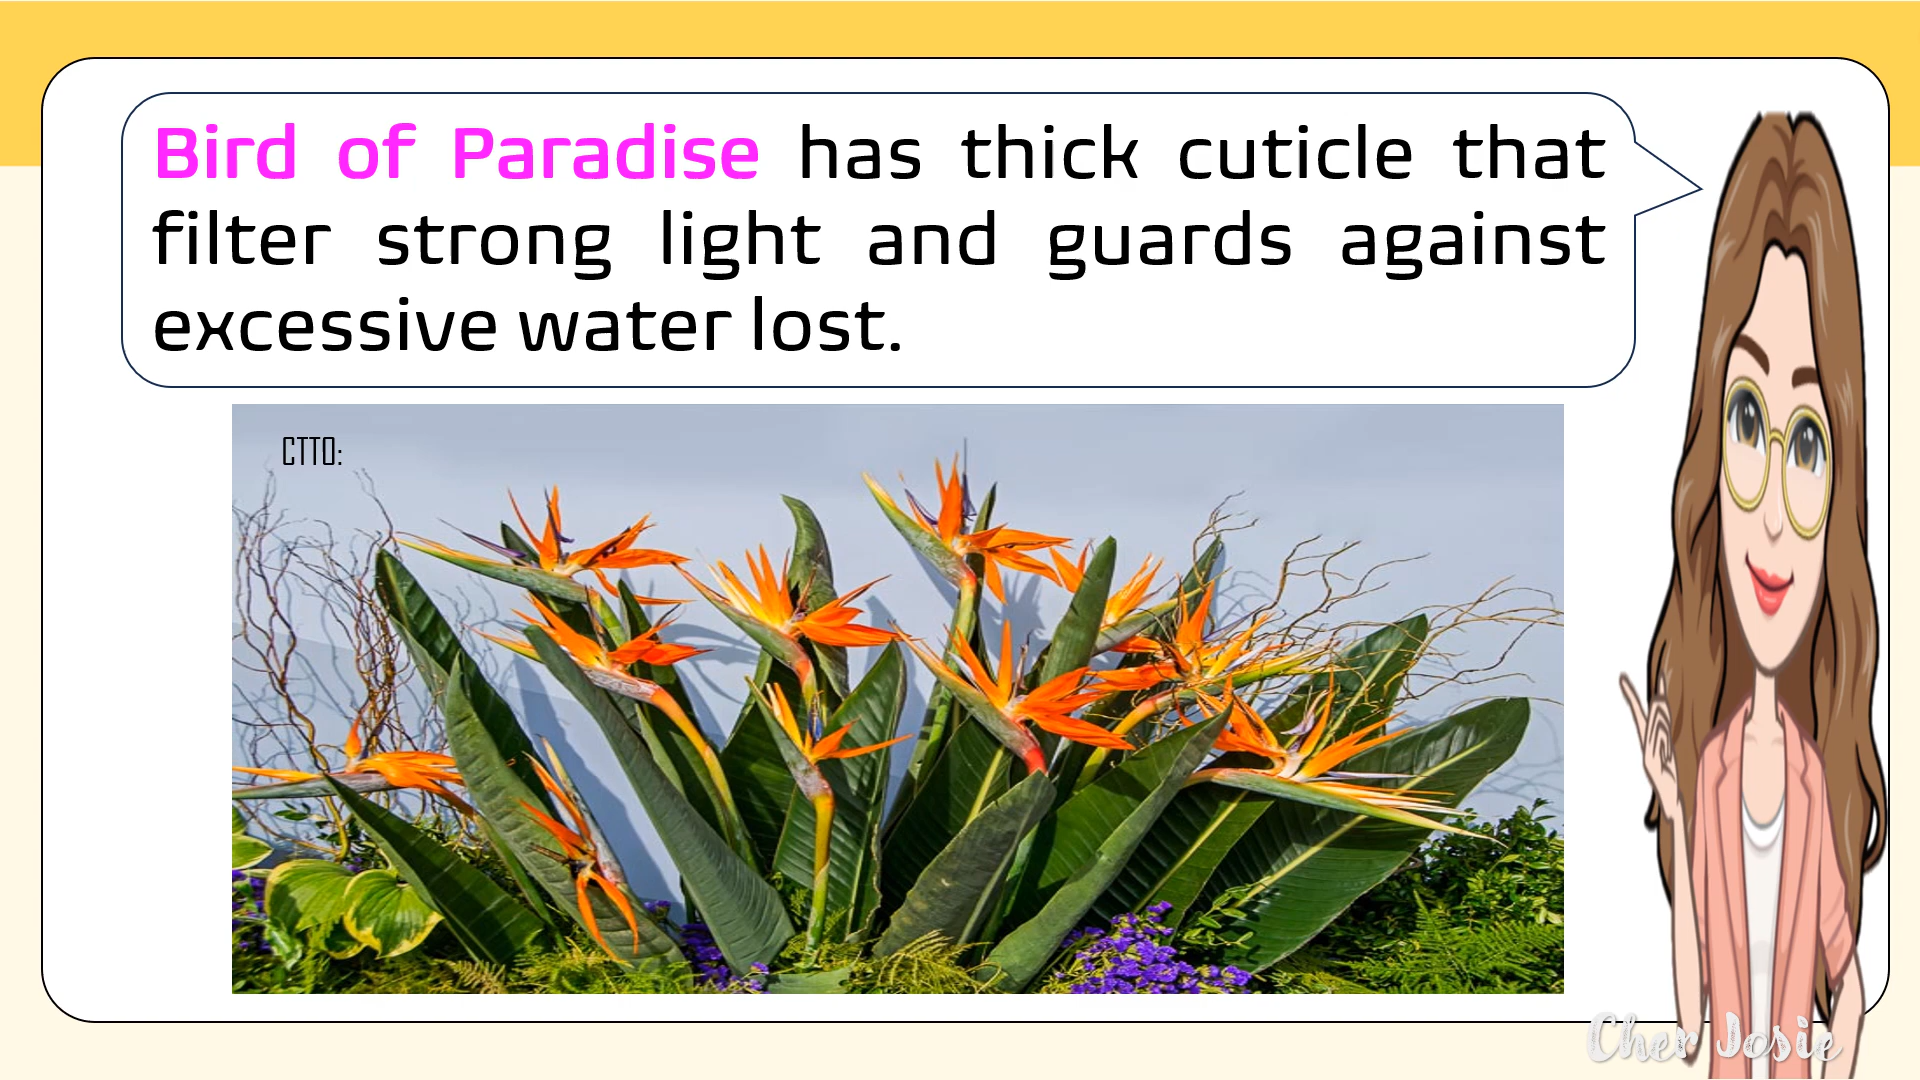 Bird of Paradise has thick cuticle that
filter strong light and guards against
excessive water lost.
CTTO:
Cher Josie